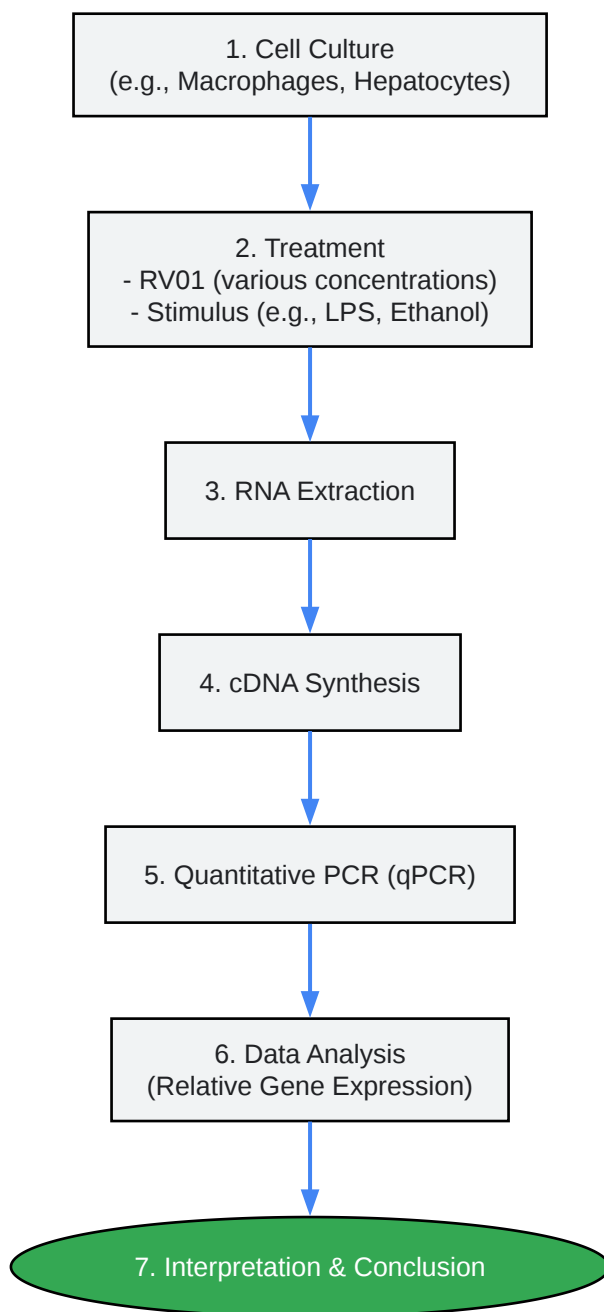 1. Cell Culture
(e.g., Macrophages, Hepatocytes)
2. Treatment
- RV01 (various concentrations)
- Stimulus (e.g., LPS, Ethanol)
3. RNA Extraction
4. cDNA Synthesis
5. Quantitative PCR (qPCR)
6. Data Analysis
(Relative Gene Expression)
7. Interpretation & Conclusion